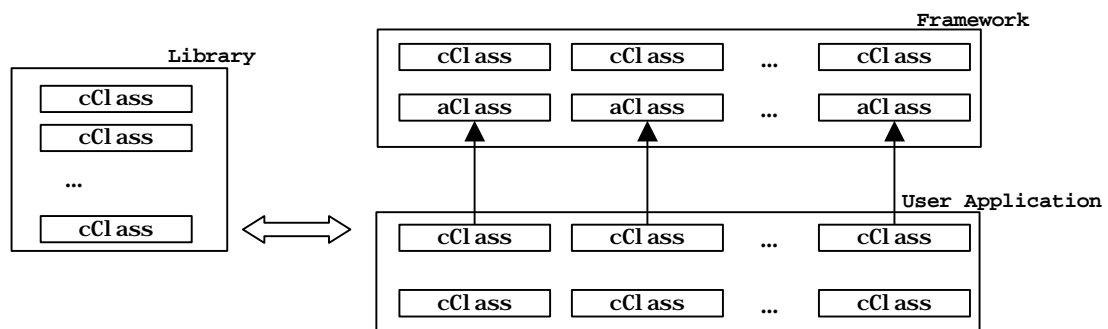 Framework
cClass cClass ... cClass
aClass aClass ... aClass
Library
cClass
cClass
...
cClass
User Application
cClass cClass ... cClass
cClass cClass ... cClass